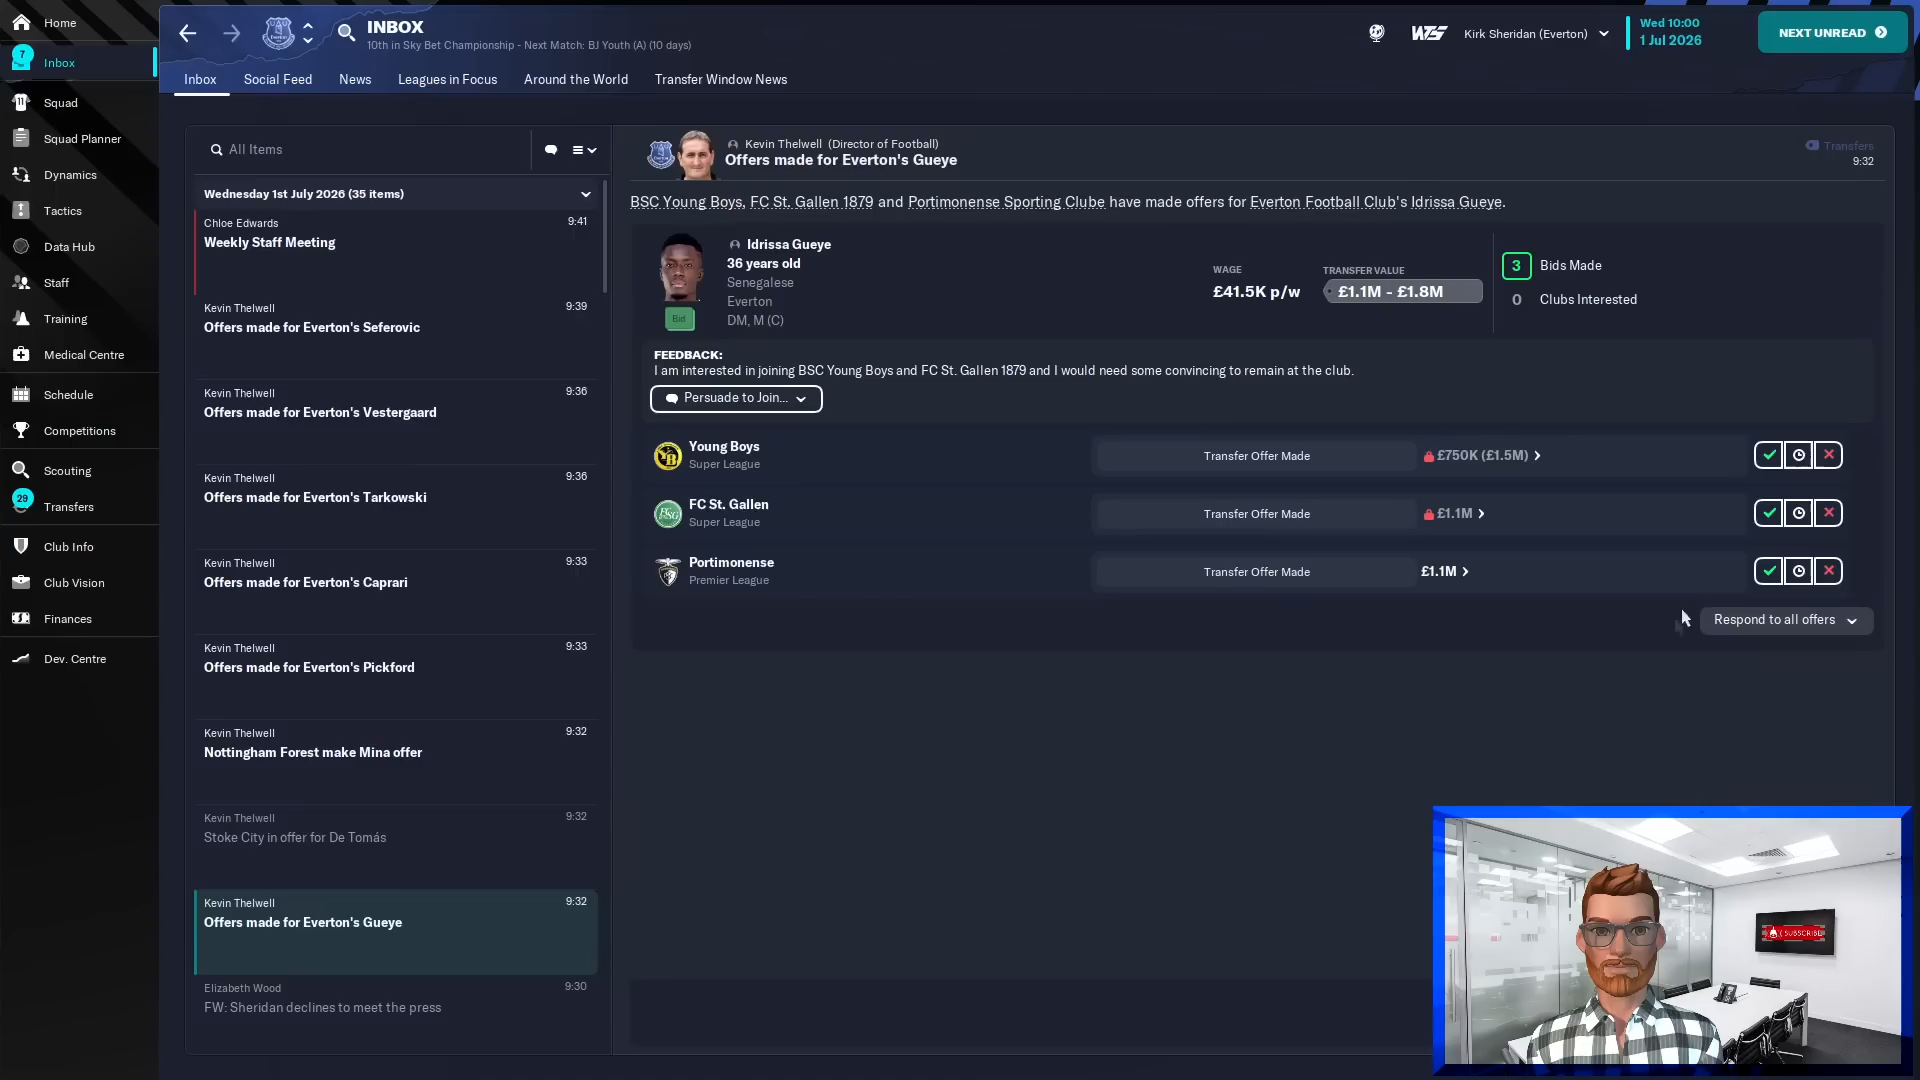 Home
7
Inbox
Squad
Squad Planner
Dynamics
Tactics
Data Hub
Staff
Training
Medical Centre
Schedule
Competitions
Scouting
29
Transfers
Club Info
Club Vision
Finances
Dev. Centre
INBOX
10th in Sky Bet Championship - Next Match: BJ Youth (A) (10 days)
Kirk Sheridan (Everton)
Wed 10:00
1 Jul 2026
NEXT UNREAD
Inbox
Social Feed
News
Leagues in Focus
Around the World
Transfer Window News
All Items
Wednesday 1st July 2026 (35 items)
Chloe Edwards 9:41
Weekly Staff Meeting
Kevin Thelwell 9:39
Offers made for Everton's Seferovic
Kevin Thelwell 9:36
Offers made for Everton's Vestergaard
Kevin Thelwell 9:36
Offers made for Everton's Tarkowski
Kevin Thelwell 9:33
Offers made for Everton's Caprari
Kevin Thelwell 9:33
Offers made for Everton's Pickford
Kevin Thelwell 9:32
Nottingham Forest make Mina offer
Kevin Thelwell 9:32
Stoke City in offer for De Tomás
Kevin Thelwell 9:32
Offers made for Everton's Gueye
Elizabeth Wood 9:30
FW: Sheridan declines to meet the press
Kevin Thelwell (Director of Football)
Offers made for Everton's Gueye
Transfers
9:32
BSC Young Boys, FC St. Gallen 1879 and Portimonense Sporting Clube have made offers for Everton Football Club's Idrissa Gueye.
Idrissa Gueye
36 years old
Senegalese
Everton
DM, M (C)
Bid
WAGE
£41.5K p/w
TRANSFER VALUE
£1.1M - £1.8M
3 Bids Made
0 Clubs Interested
FEEDBACK:
I am interested in joining BSC Young Boys and FC St. Gallen 1879 and I would need some convincing to remain at the club.
Persuade to Join...
Young Boys
Super League
Transfer Offer Made
£750K (£1.5M)
FC St. Gallen
Super League
Transfer Offer Made
£1.1M
Portimonense
Premier League
Transfer Offer Made
£1.1M
Respond to all offers
SUBSCRIBE